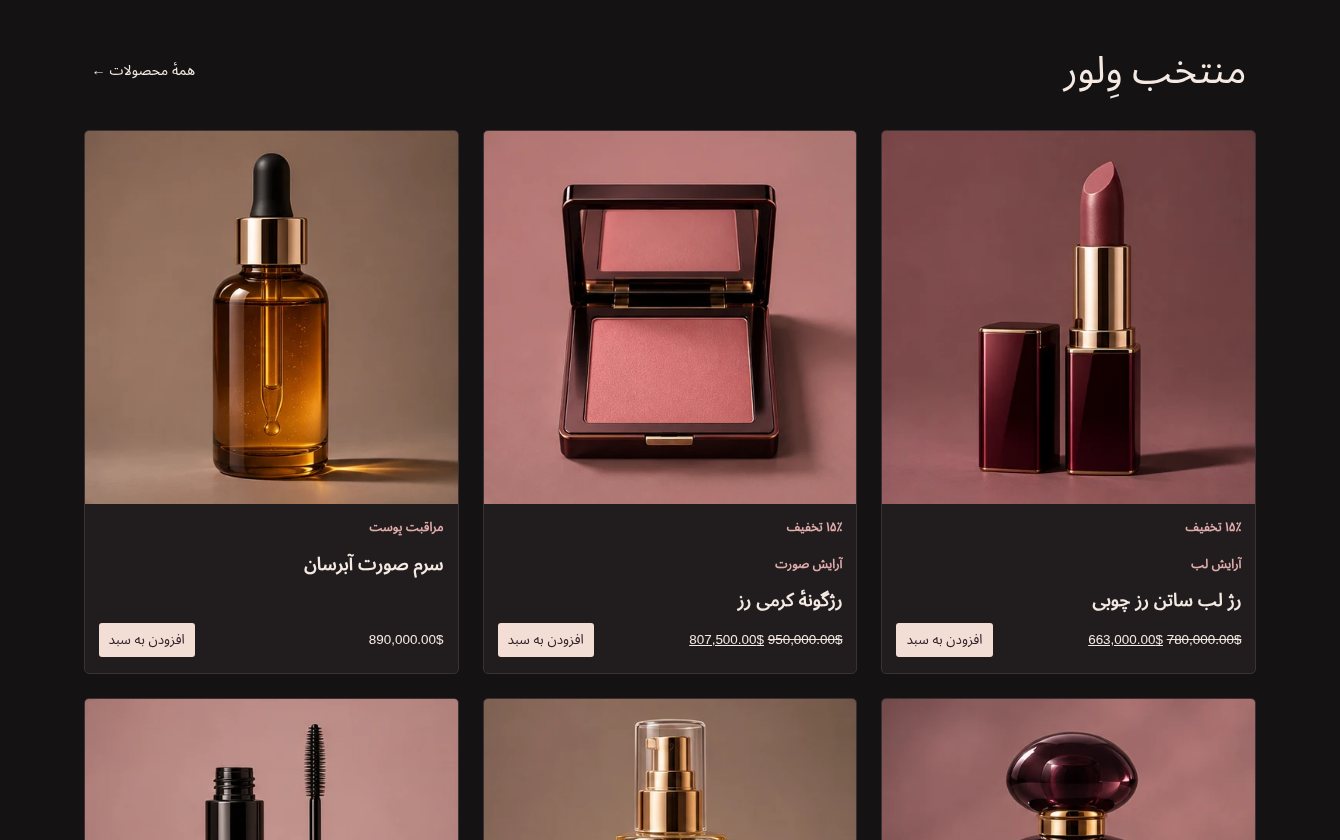 منتخب وِلور
همهٔ محصولات ←
۱۵٪ تخفیف
آرایش لب
رژ لب ساتن رز چوبی
780,000.00$ 663,000.00$
افزودن به سبد
۱۵٪ تخفیف
آرایش صورت
رژگونهٔ کرمی رز
950,000.00$ 807,500.00$
افزودن به سبد
مراقبت پوست
سرم صورت آبرسان
890,000.00$
افزودن به سبد